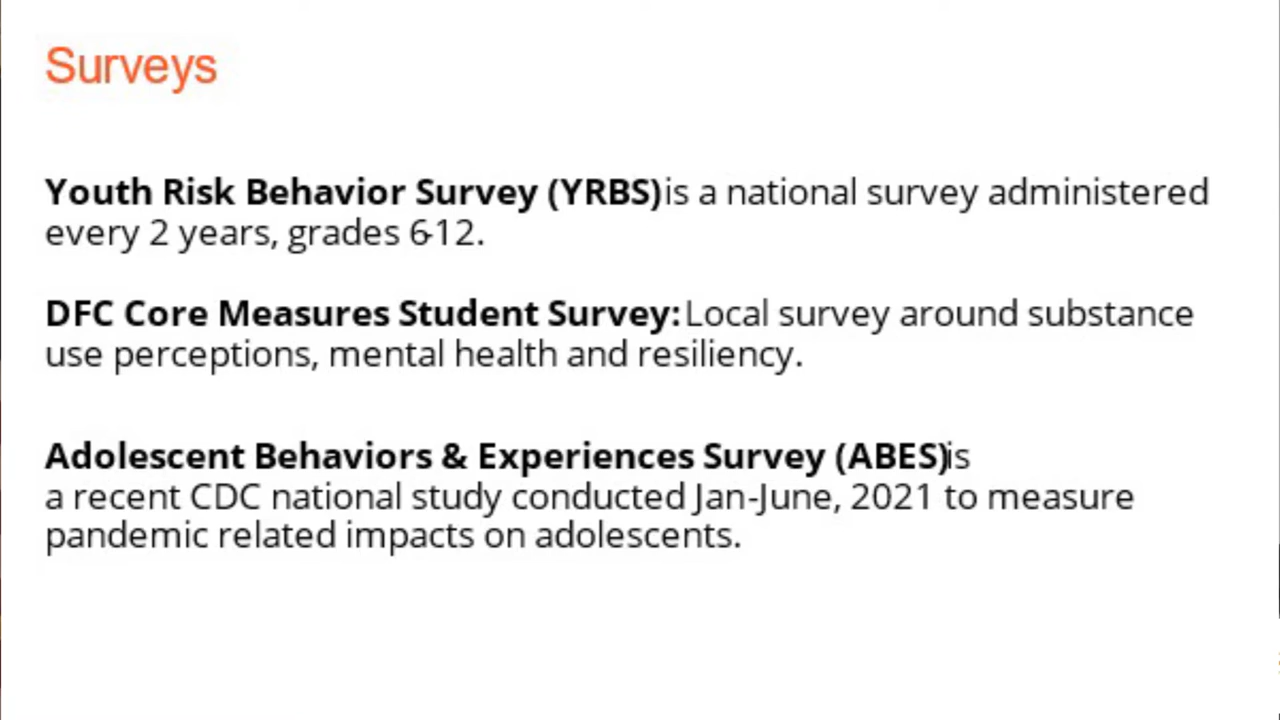 Surveys
Youth Risk Behavior Survey (YRBS) is a national survey administered
every 2 years, grades 6-12.
DFC Core Measures Student Survey: Local survey around substance
use perceptions, mental health and resiliency.
Adolescent Behaviors & Experiences Survey (ABES) is
a recent CDC national study conducted Jan-June, 2021 to measure
pandemic related impacts on adolescents.